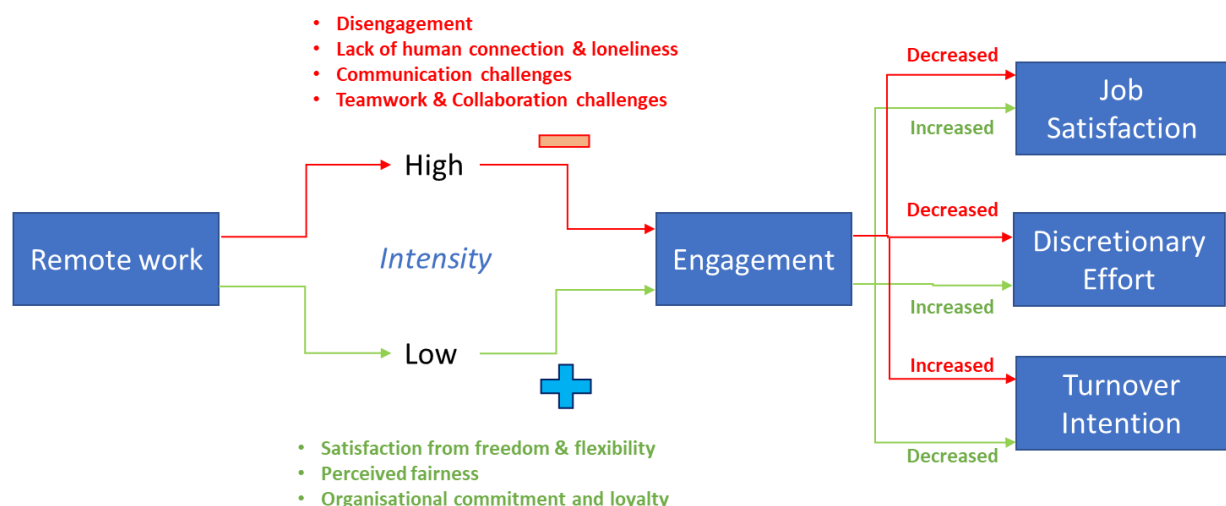 • Disengagement
• Lack of human connection & loneliness
• Communication challenges
• Teamwork & Collaboration challenges
Remote work
High
Intensity
Low
Engagement
Decreased
Increased
Job
Satisfaction
Decreased
Increased
Discretionary
Effort
Increased
Decreased
Turnover
Intention
• Satisfaction from freedom & flexibility
• Perceived fairness
• Organisational commitment and loyalty